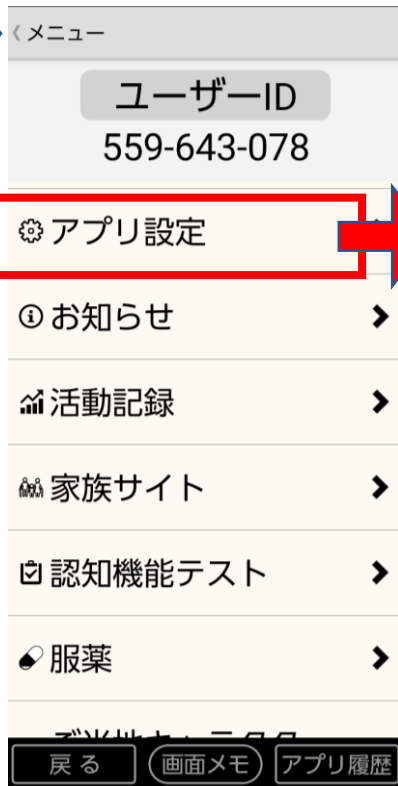 《メニュー
ユーザーID
559-643-078
アプリ設定
お知らせ
活動記録
家族サイト
認知機能テスト
服薬
戻る
画面メモ
アプリ履歴